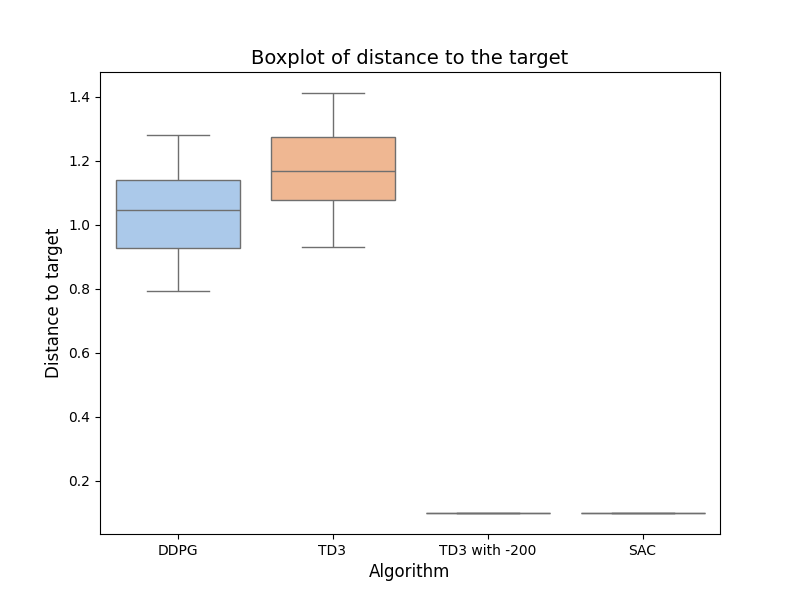 Boxplot of distance to the target
Distance to target
1.4
1.2
1.0
0.8
0.6
0.4
0.2
DDPG
TD3
TD3 with -200
SAC
Algorithm